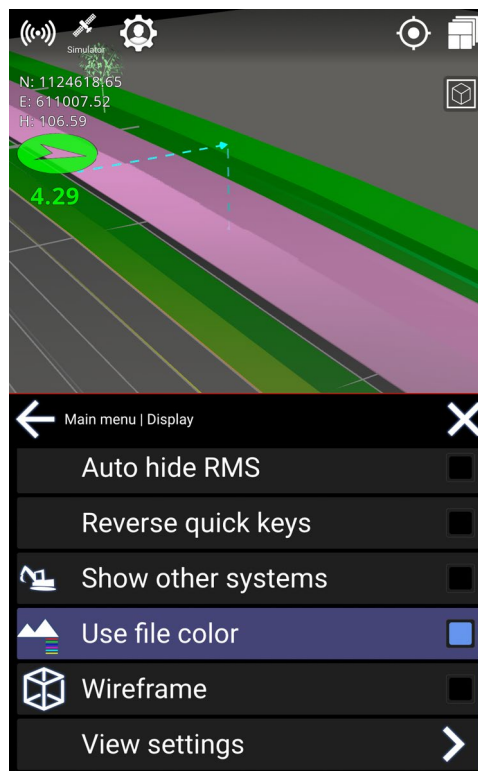 Simulator
N: 1124618.65
E: 611007.52
H: 106.59
4.29
Main menu | Display
Auto hide RMS
Reverse quick keys
Show other systems
Use file color
Wireframe
View settings